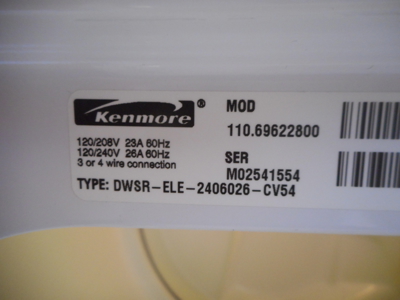 Kenmore®
MOD
110.69622800
120/208V 23A 60Hz
120/240V 26A 60Hz
3 or 4 wire connection
SER
M02541554
TYPE: DWSR-ELE-2406026-CV54